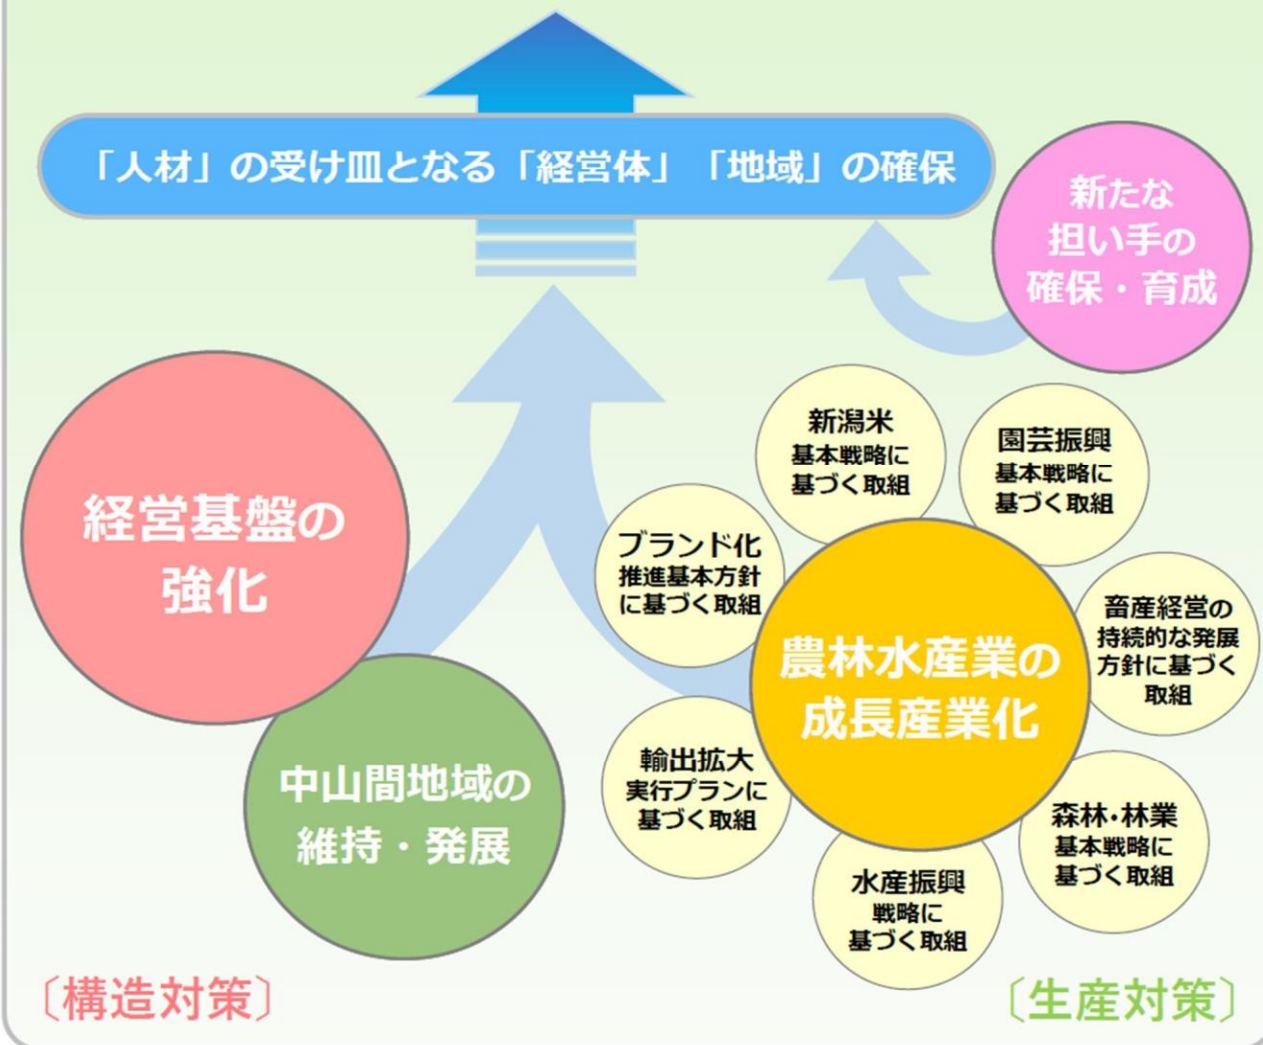 「人材」の受け皿となる「経営体」「地域」の確保
新たな
担い手の
確保・育成
経営基盤の
強化
中山間地域の
維持・発展
新潟米
基本戦略に
基づく取組
園芸振興
基本戦略に
基づく取組
ブランド化
推進基本方針
に基づく取組
農林水産業の
成長産業化
畜産経営の
持続的な発展
方針に基づく
取組
輸出拡大
実行プランに
基づく取組
森林・林業
基本戦略に
基づく取組
水産振興
戦略に
基づく取組
〔構造対策〕
〔生産対策〕